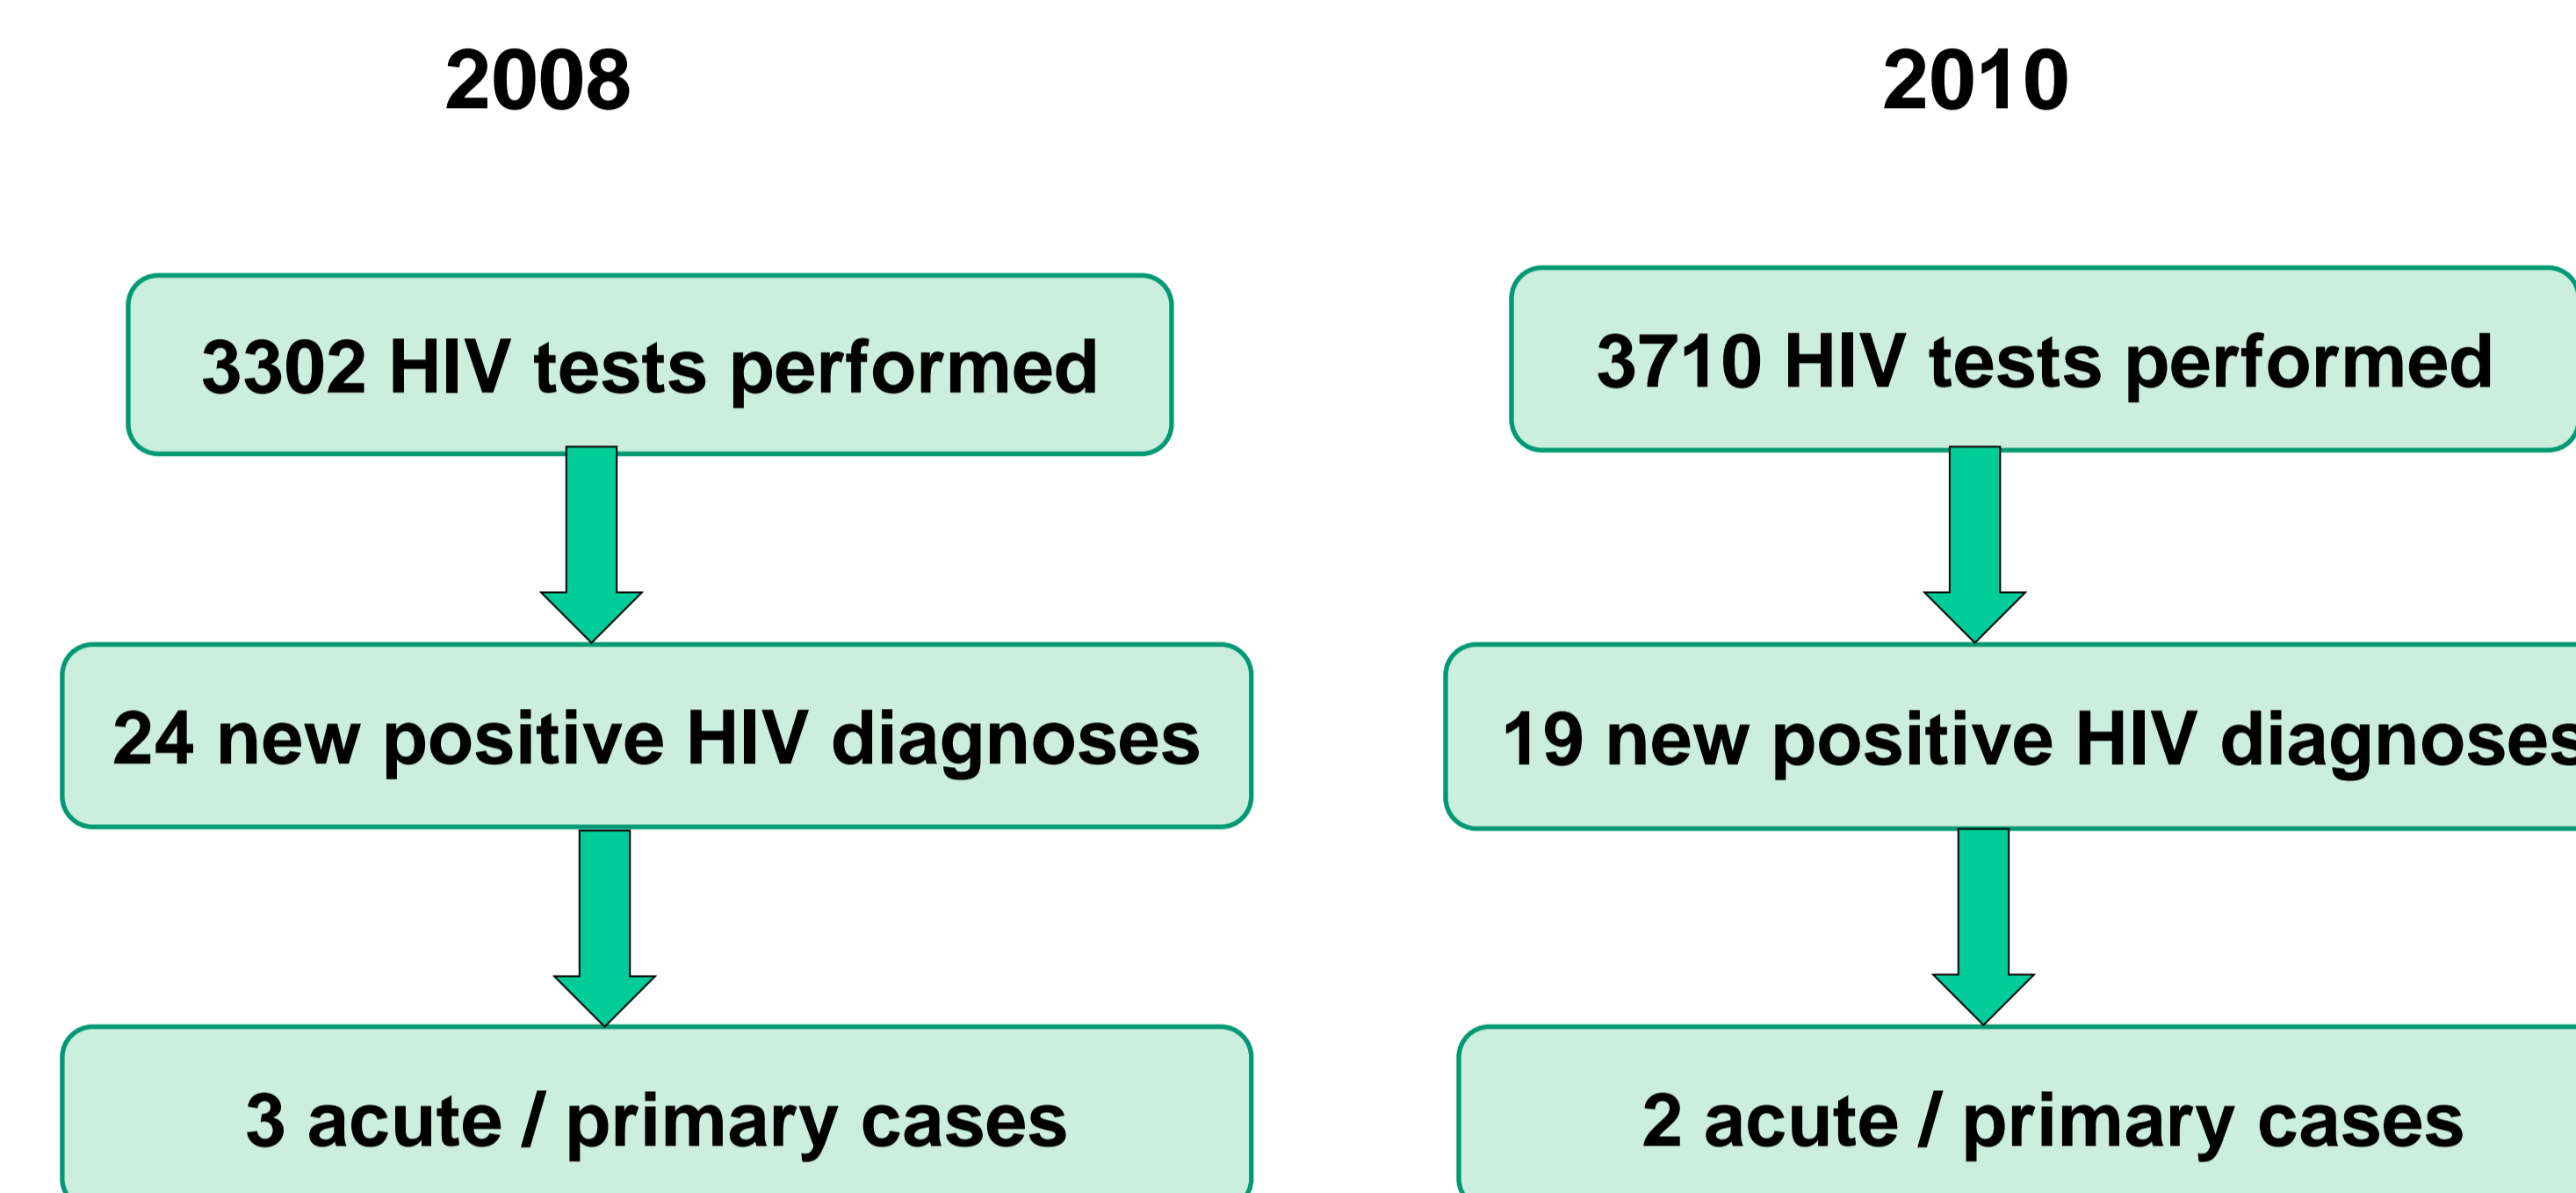 2008
3302 HIV tests performed
24 new positive HIV diagnoses
3 acute / primary cases
2010
3710 HIV tests performed
19 new positive HIV diagnoses
2 acute / primary cases